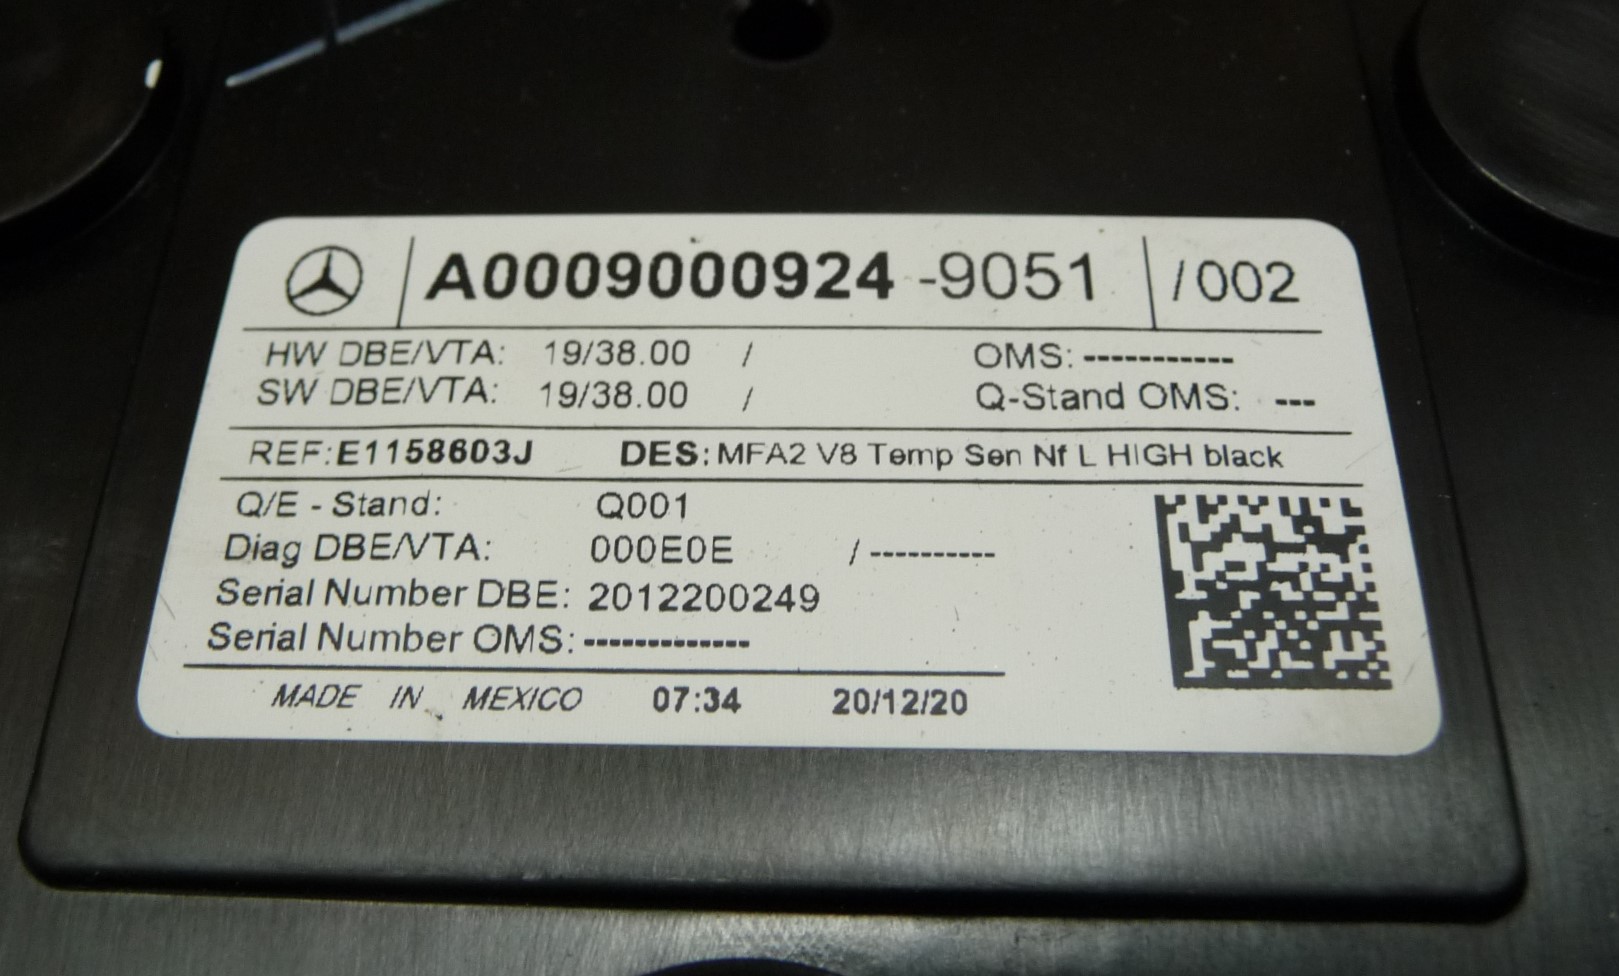 A0009000924 -9051 /002
HW DBE/VTA: 19/38.00 / OMS: -----------
SW DBE/VTA: 19/38.00 / Q-Stand OMS: ---
REF:E1158603J DES: MFA2 V8 Temp Sen Nf L HIGH black
Q/E - Stand: Q001
Diag DBE/VTA: 000E0E / ----------
Serial Number DBE: 2012200249
Serial Number OMS: -------------
MADE IN MEXICO 07:34 20/12/20